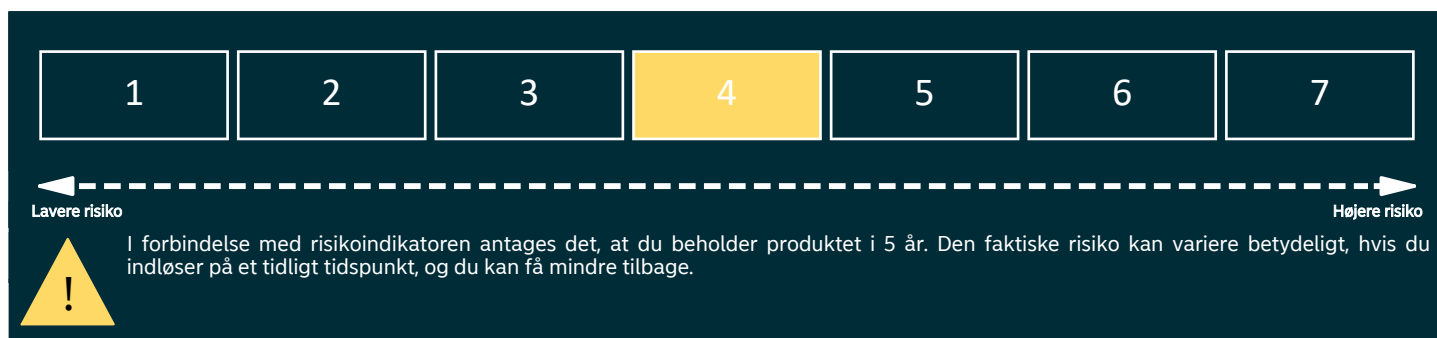 1 2 3 4 5 6 7
Lavere risiko Højere risiko
I forbindelse med risikoindikatoren antages det, at du beholder produktet i 5 år. Den faktiske risiko kan variere betydeligt, hvis du
indløser på et tidligt tidspunkt, og du kan få mindre tilbage.
!